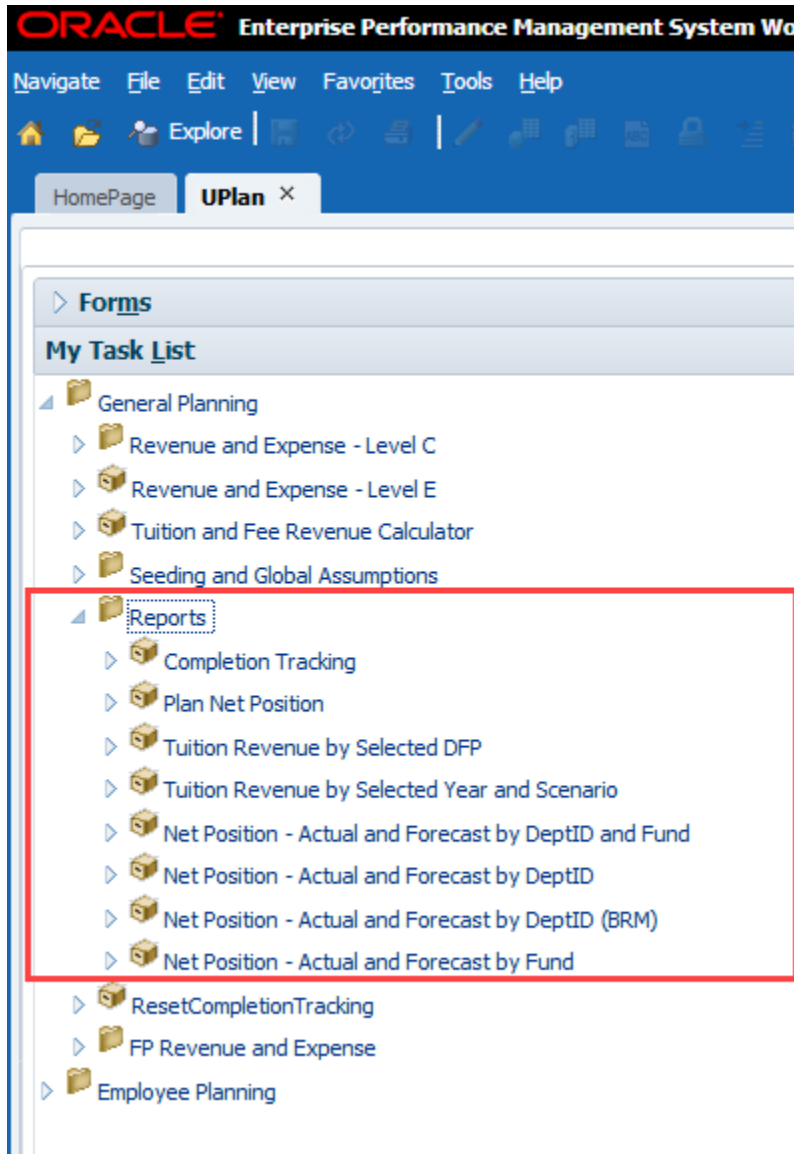 ORACLE Enterprise Performance Management System Wo
Navigate File Edit View Favorites Tools Help
Explore
HomePage UPlan ×
Forms
My Task List
General Planning
Revenue and Expense - Level C
Revenue and Expense - Level E
Tuition and Fee Revenue Calculator
Seeding and Global Assumptions
Reports
Completion Tracking
Plan Net Position
Tuition Revenue by Selected DFP
Tuition Revenue by Selected Year and Scenario
Net Position - Actual and Forecast by DeptID and Fund
Net Position - Actual and Forecast by DeptID
Net Position - Actual and Forecast by DeptID (BRM)
Net Position - Actual and Forecast by Fund
ResetCompletionTracking
FP Revenue and Expense
Employee Planning